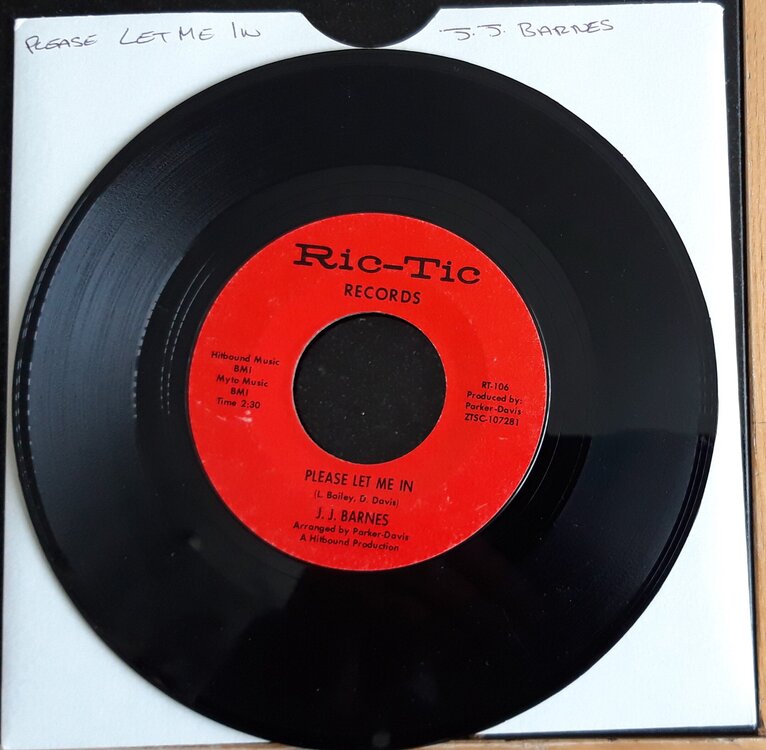 PLEASE LET ME IN J.J. BARNES
Ric-Tic
RECORDS
Hitbound Music
BMI
Myto Music
BMI
Time 2:30
RT-106
Produced by:
Parker-Davis
ZTSC-107281
PLEASE LET ME IN
(L. Bailey, D. Davis)
J. J. BARNES
Arranged by Parker-Davis
A Hitbound Production